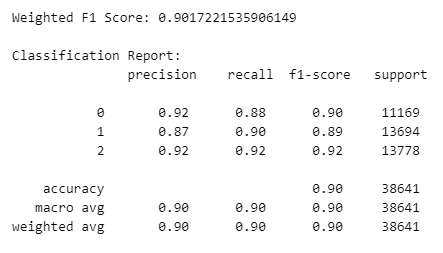 Weighted F1 Score: 0.9017221535906149
Classification Report:
precision recall f1-score support
0 0.92 0.88 0.90 11169
1 0.87 0.90 0.89 13694
2 0.92 0.92 0.92 13778
accuracy 0.90 38641
macro avg 0.90 0.90 0.90 38641
weighted avg 0.90 0.90 0.90 38641